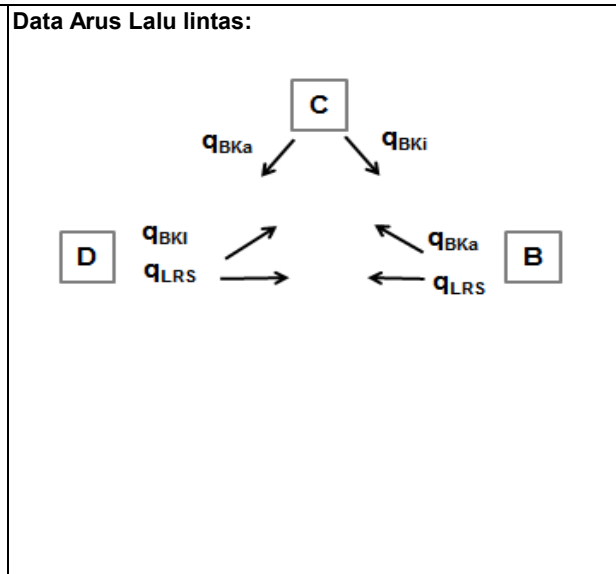 Data Arus Lalu lintas:
C
qBKa
qBKi
D
qBKI
qLRS
qBKa
qLRS
B